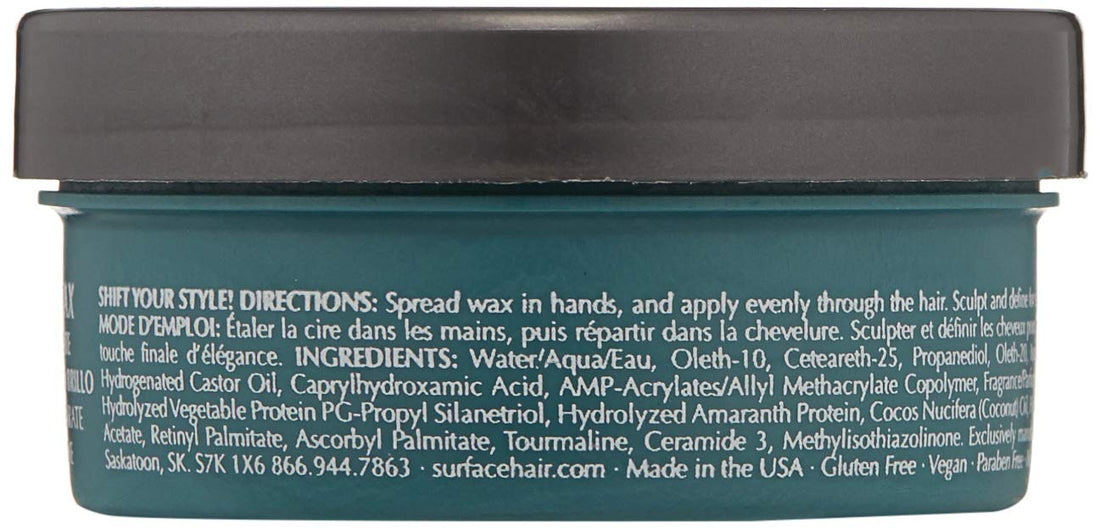 SHIFT YOUR STYLE! DIRECTIONS: Spread wax in hands, and apply evenly through the hair. Sculpt and define
MODE D'EMPLOI: Étaler la cire dans les mains, puis répartir dans la chevelure. Sculpter et définir les cheveux
touche finale d'élégance. INGREDIENTS: Water/Aqua/Eau, Oleth-10, Ceteareth-25, Propanediol, Oleth-20,
Hydrogenated Castor Oil, Caprylhydroxamic Acid, AMP-Acrylates/Allyl Methacrylate Copolymer,
Hydrolyzed Vegetable Protein PG-Propyl Silanetriol, Hydrolyzed Amaranth Protein, Cocos Nucifera (Coconut) Oil,
Acetate, Retinyl Palmitate, Ascorbyl Palmitate, Tourmaline, Ceramide 3, Methylisothiazolinone. Exclusively
Saskatoon, SK. S7K 1X6 866.944.7863 · surfacehair.com · Made in the USA · Gluten Free · Vegan · Paraben Free